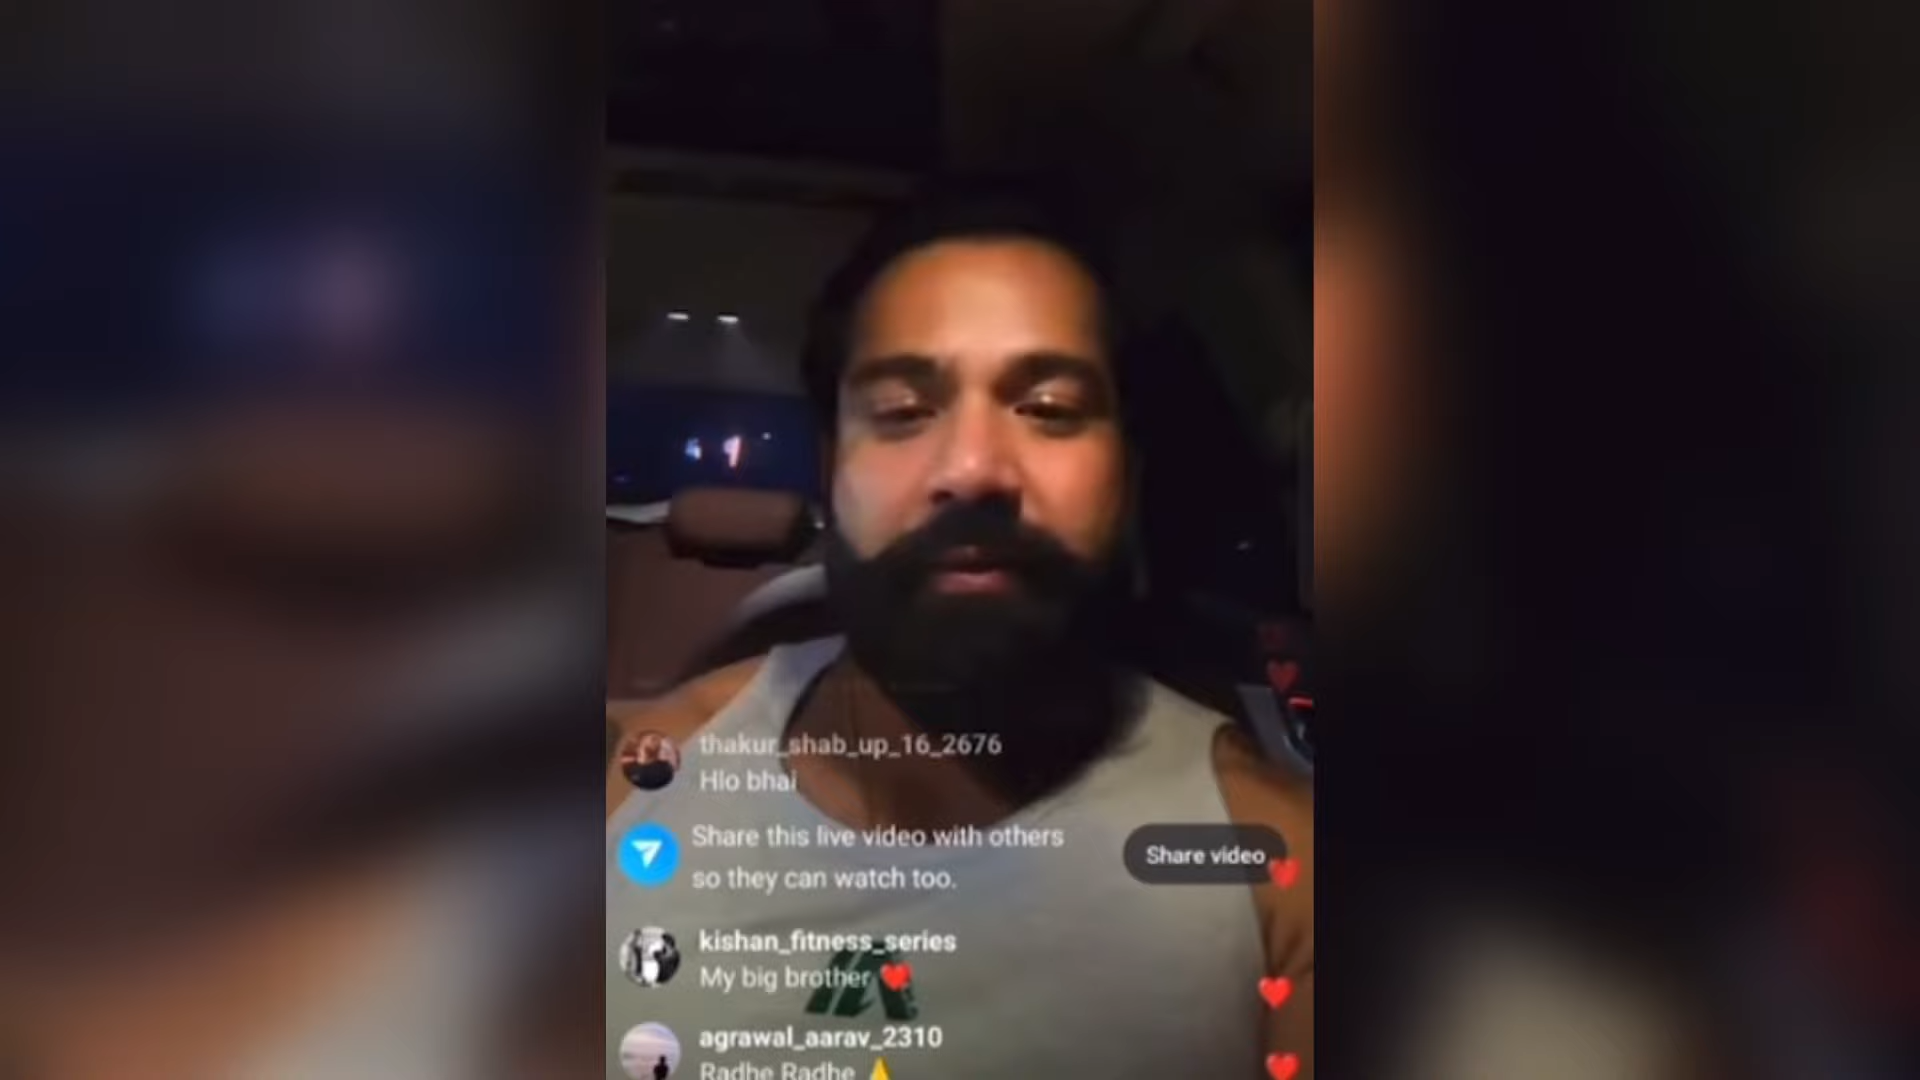 thakur_shab_up_16_2676
Hlo bhai
Share this live video with others
so they can watch too.
Share video
kishan_fitness_series
My big brother ❤️
agrawal_aarav_2310
Radhe Radhe